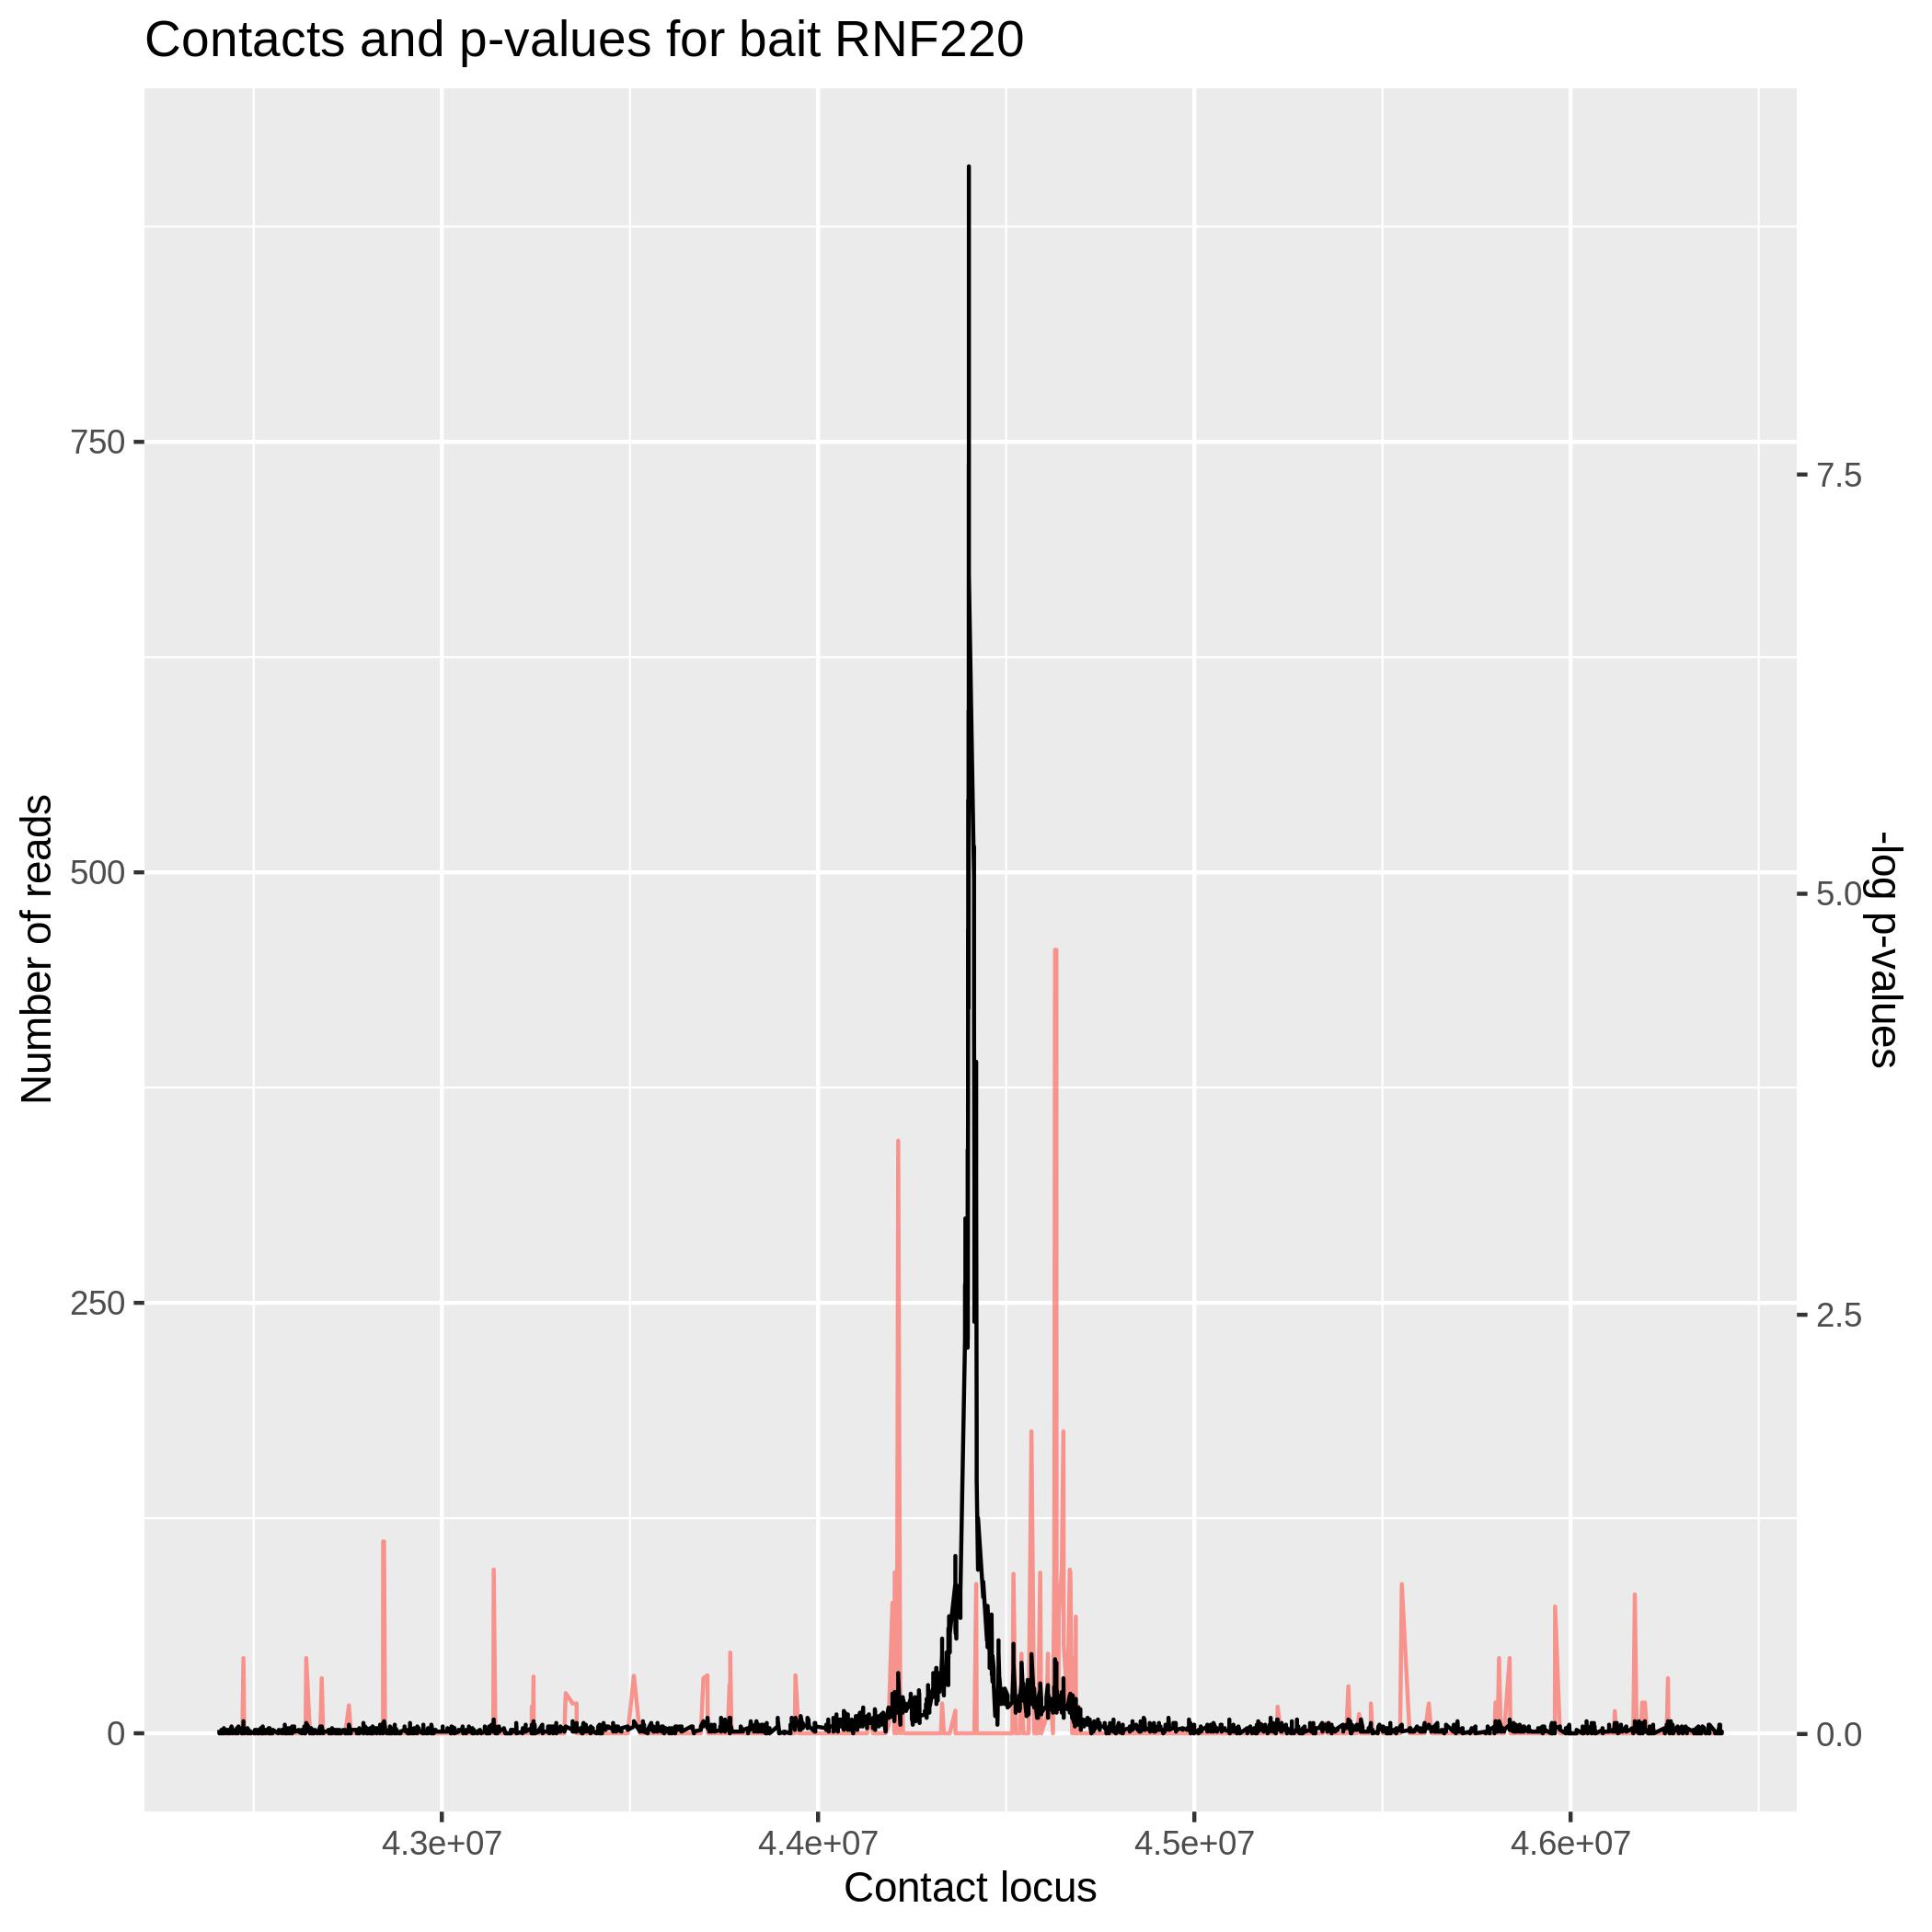 Contacts and p-values for bait RNF220
Number of reads
750
500
250
0
7.5
5.0
2.5
0.0
-log p-values
4.3e+07 4.4e+07 4.5e+07 4.6e+07
Contact locus